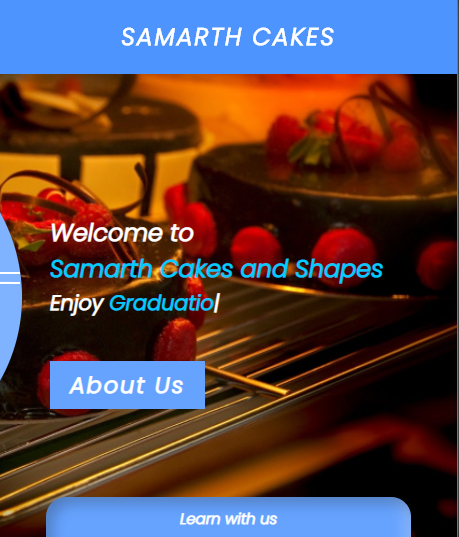 SAMARTH CAKES
Welcome to
Samarth Cakes and Shapes
Enjoy Graduatio|
About Us
Learn with us